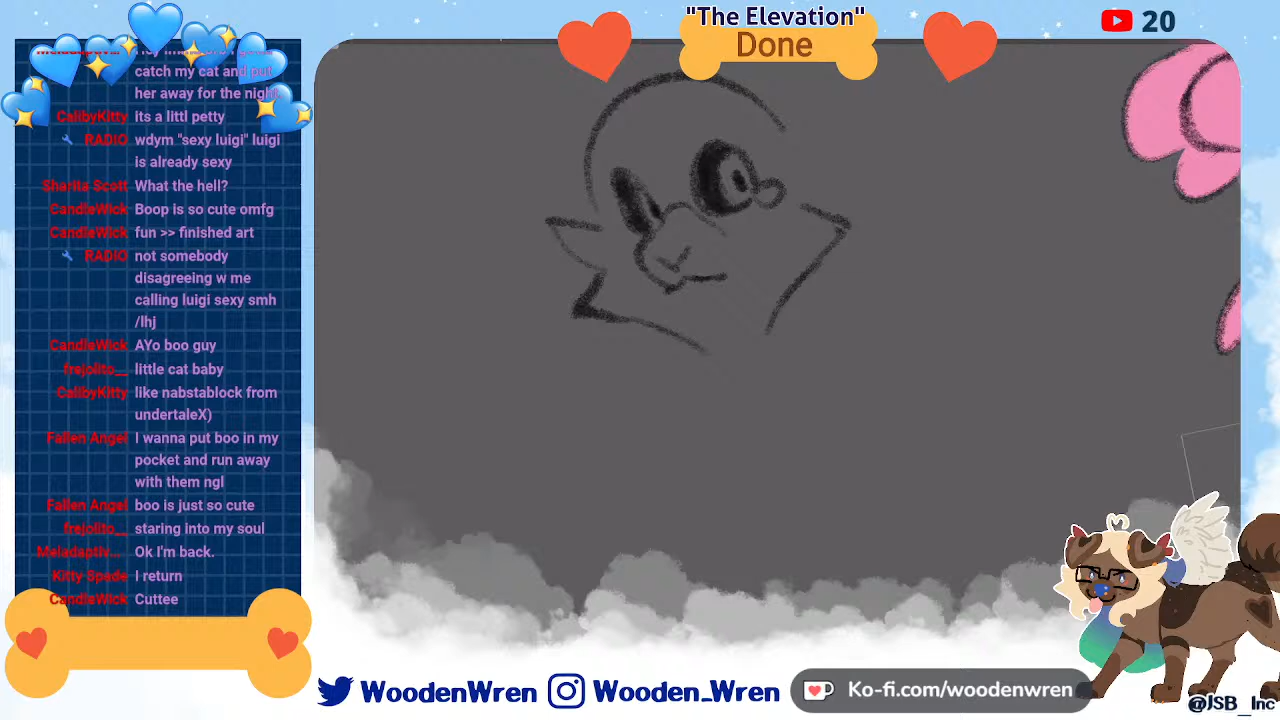 "The Elevation"
Done
20
catch my cat and put
her away for the night
CalibyKitty its a littl petty
RADIO wdym "sexy luigi" luigi
is already sexy
Sharita Scott What the hell?
CandleWick Boop is so cute omfg
CandleWick fun >> finished art
RADIO not somebody
disagreeing w me
calling luigi sexy smh
/lhj
CandleWick AYo boo guy
frejolito__ little cat baby
CalibyKitty like nabstablock from
undertaleX)
Fallen Angel I wanna put boo in my
pocket and run away
with them ngl
Fallen Angel boo is just so cute
frejolito__ staring into my soul
Meladaptiv... Ok I'm back.
Kitty Spade I return
CandleWick Cuttee
WoodenWren
Wooden_Wren
Ko-fi.com/woodenwren
@JSB_Inc